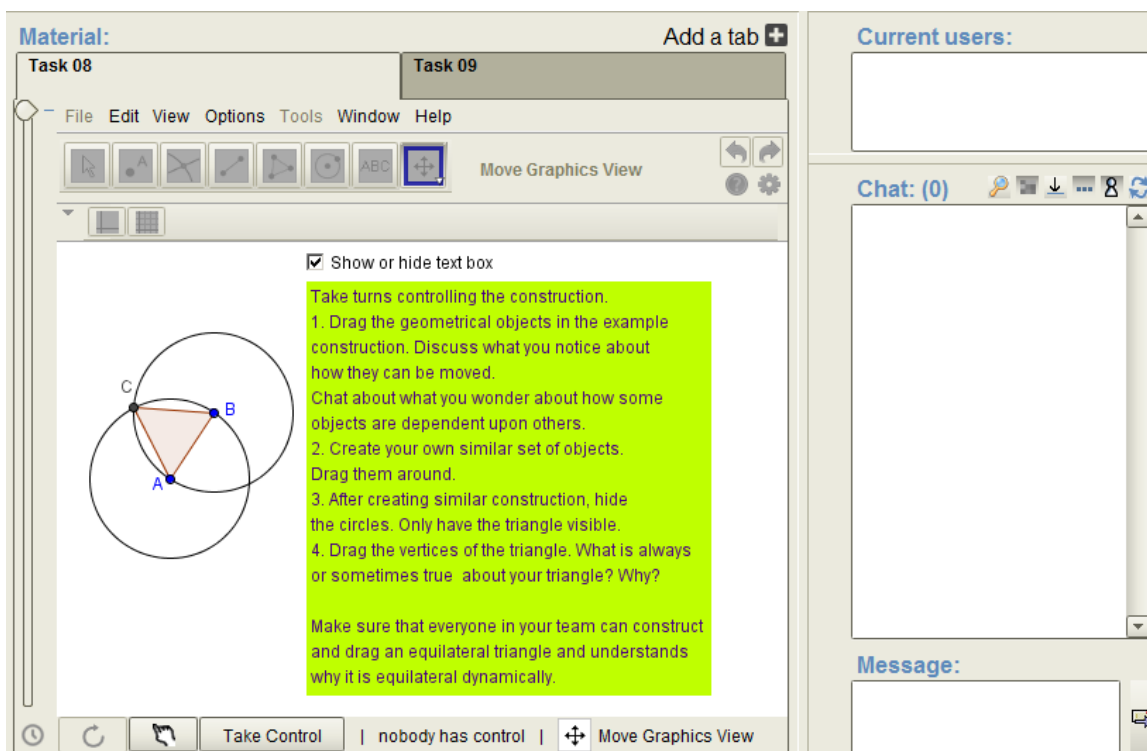 Material:
Add a tab
Current users:
Task 08
Task 09
File Edit View Options Tools Window Help
ABC
Move Graphics View
Chat: (0)
Show or hide text box
Take turns controlling the construction.
1. Drag the geometrical objects in the example
construction. Discuss what you notice about
how they can be moved.
Chat about what you wonder about how some
objects are dependent upon others.
2. Create your own similar set of objects.
Drag them around.
3. After creating similar construction, hide
the circles. Only have the triangle visible.
4. Drag the vertices of the triangle. What is always
or sometimes true  about your triangle? Why?
Make sure that everyone in your team can construct
and drag an equilateral triangle and understands
why it is equilateral dynamically.
C
B
A
Message:
Take Control | nobody has control | Move Graphics View